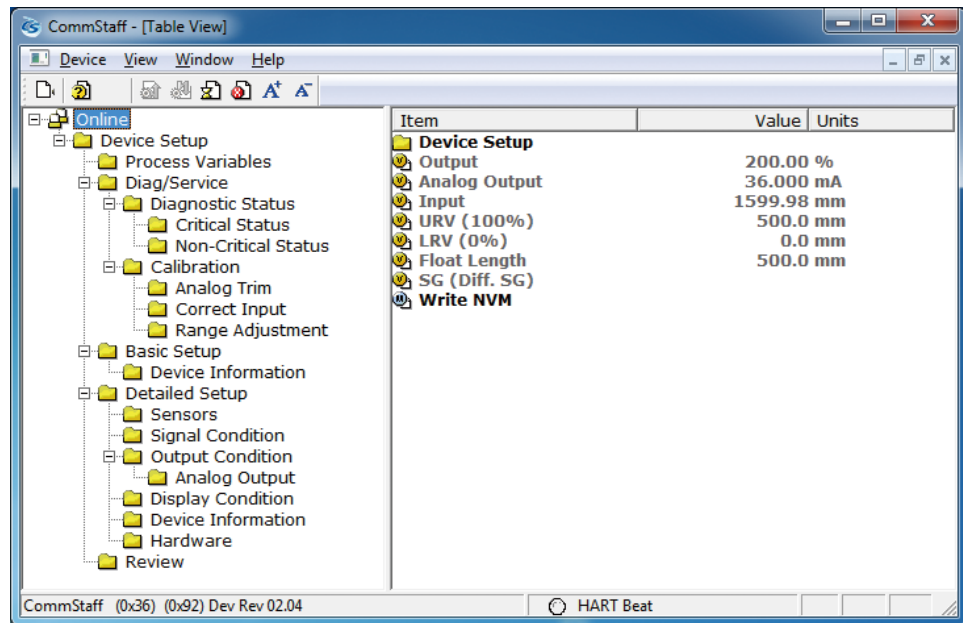 CommStaff - [Table View]
Device View Window Help
Online
Device Setup
Process Variables
Diag/Service
Diagnostic Status
Critical Status
Non-Critical Status
Calibration
Analog Trim
Correct Input
Range Adjustment
Basic Setup
Device Information
Detailed Setup
Sensors
Signal Condition
Output Condition
Analog Output
Display Condition
Device Information
Hardware
Review
Item Value Units
Device Setup
Output 200.00 %
Analog Output 36.000 mA
Input 1599.98 mm
URV (100%) 500.0 mm
LRV (0%) 0.0 mm
Float Length 500.0 mm
SG (Diff. SG)
Write NVM
CommStaff (0x36) (0x92) Dev Rev 02.04 HART Beat